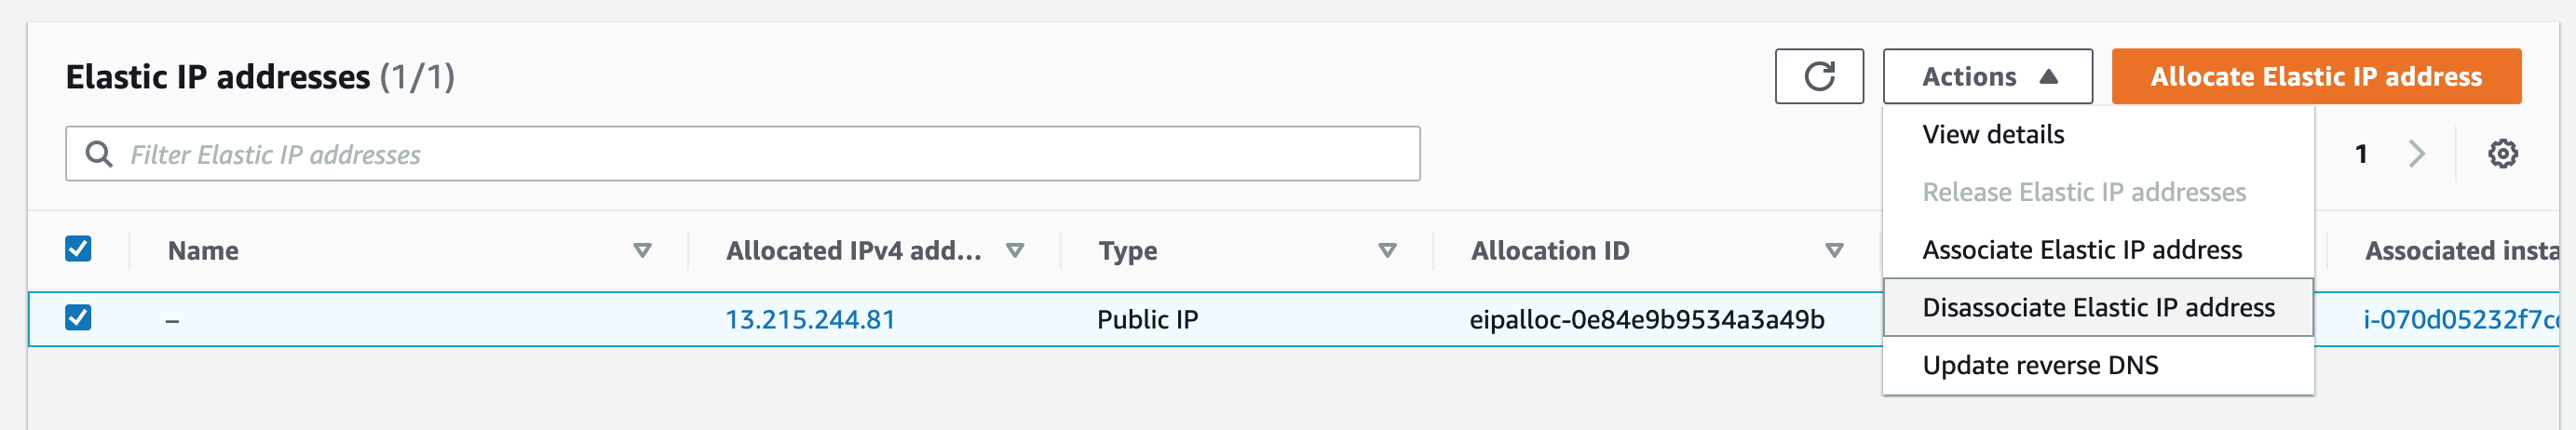 Elastic IP addresses (1/1)
Actions
Allocate Elastic IP address
Filter Elastic IP addresses
1
View details
Release Elastic IP addresses
Associate Elastic IP address
Disassociate Elastic IP address
Update reverse DNS
Name
Allocated IPv4 add...
Type
Allocation ID
Associated insta
–
13.215.244.81
Public IP
eipalloc-0e84e9b9534a3a49b
i-070d05232f7c